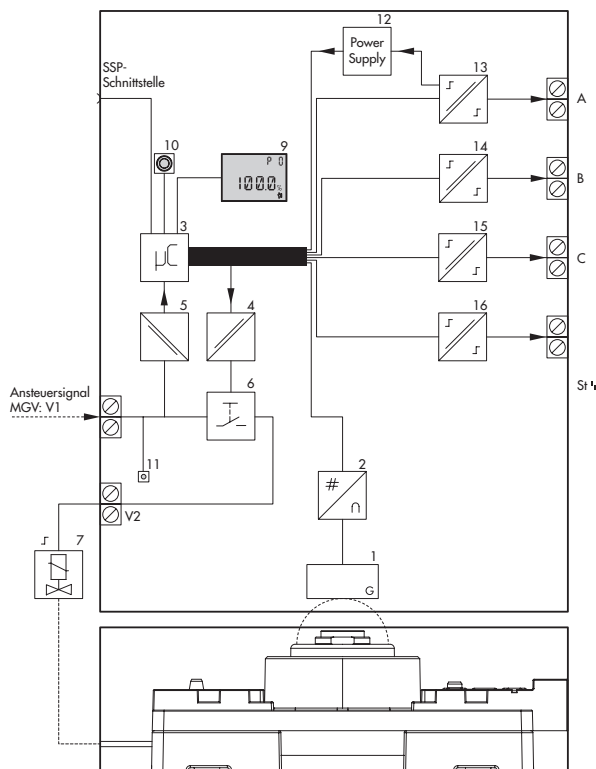 12
Power
Supply
SSP-
Schnittstelle
13
A
10
9
P 0
100.0%
14
B
3
µC
15
C
5
4
16
Ansteuersignal
MGV: V1
6
St
11
2
#
∩
V2
7
1
G